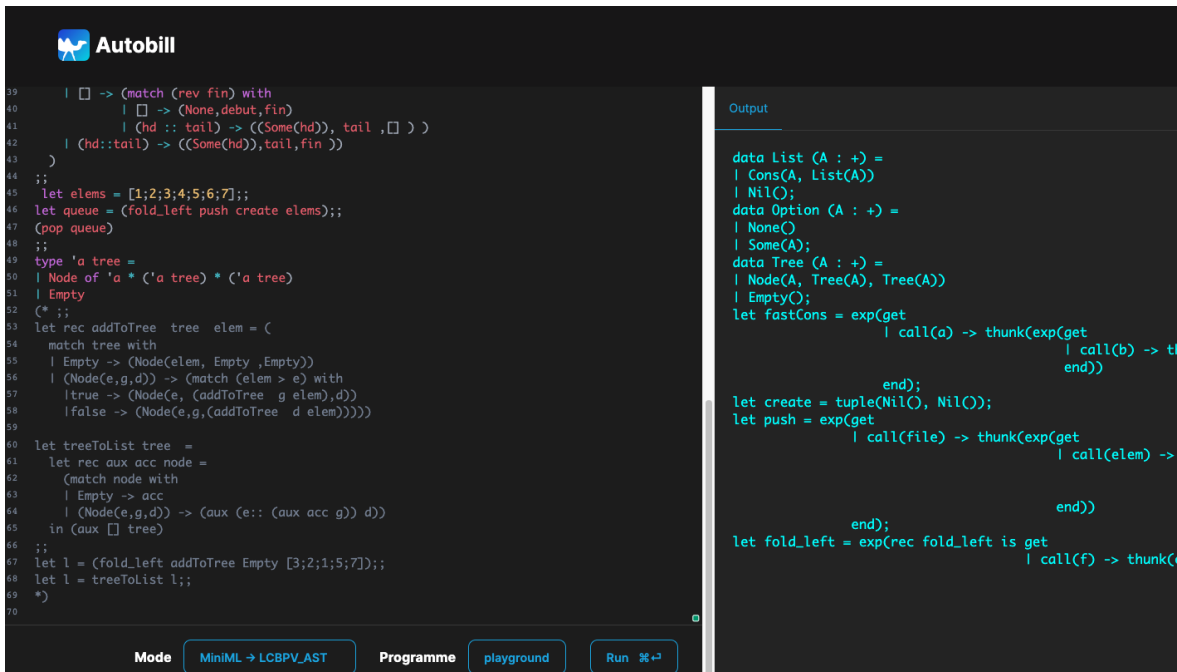 Autobill
39 | [] -> (match (rev fin) with
40 | [] -> (None,debut,fin)
41 | (hd :: tail) -> ((Some(hd)), tail ,[] ) )
42 | (hd::tail) -> ((Some(hd)),tail,fin ))
43 )
44 ;;
45 let elems = [1;2;3;4;5;6;7];;
46 let queue = (fold_left push create elems);;
47 (pop queue)
48 ;;
49 type 'a tree =
50 | Node of 'a * ('a tree) * ('a tree)
51 | Empty
52 (* ;;
53 let rec addToTree tree elem = (
54 match tree with
55 | Empty -> (Node(elem, Empty ,Empty))
56 | (Node(e,g,d)) -> (match (elem > e) with
57 |true -> (Node(e, (addToTree g elem),d))
58 |false -> (Node(e,g,(addToTree d elem)))))
59
60 let treeToList tree =
61 let rec aux acc node =
62 (match node with
63 | Empty -> acc
64 | (Node(e,g,d)) -> (aux (e:: (aux acc g)) d))
65 in (aux [] tree)
66 ;;
67 let l = (fold_left addToTree Empty [3;2;1;5;7]);;
68 let l = treeToList l;;
69 *)
70
Mode MiniML → LCBPV_AST Programme playground Run ⌘⏎
Output
data List (A : +) =
| Cons(A, List(A))
| Nil();
data Option (A : +) =
| None()
| Some(A);
data Tree (A : +) =
| Node(A, Tree(A), Tree(A))
| Empty();
let fastCons = exp(get
| call(a) -> thunk(exp(get
| call(b) -> th
end))
end);
let create = tuple(Nil(), Nil());
let push = exp(get
| call(file) -> thunk(exp(get
| call(elem) ->
end))
end);
let fold_left = exp(rec fold_left is get
| call(f) -> thunk(